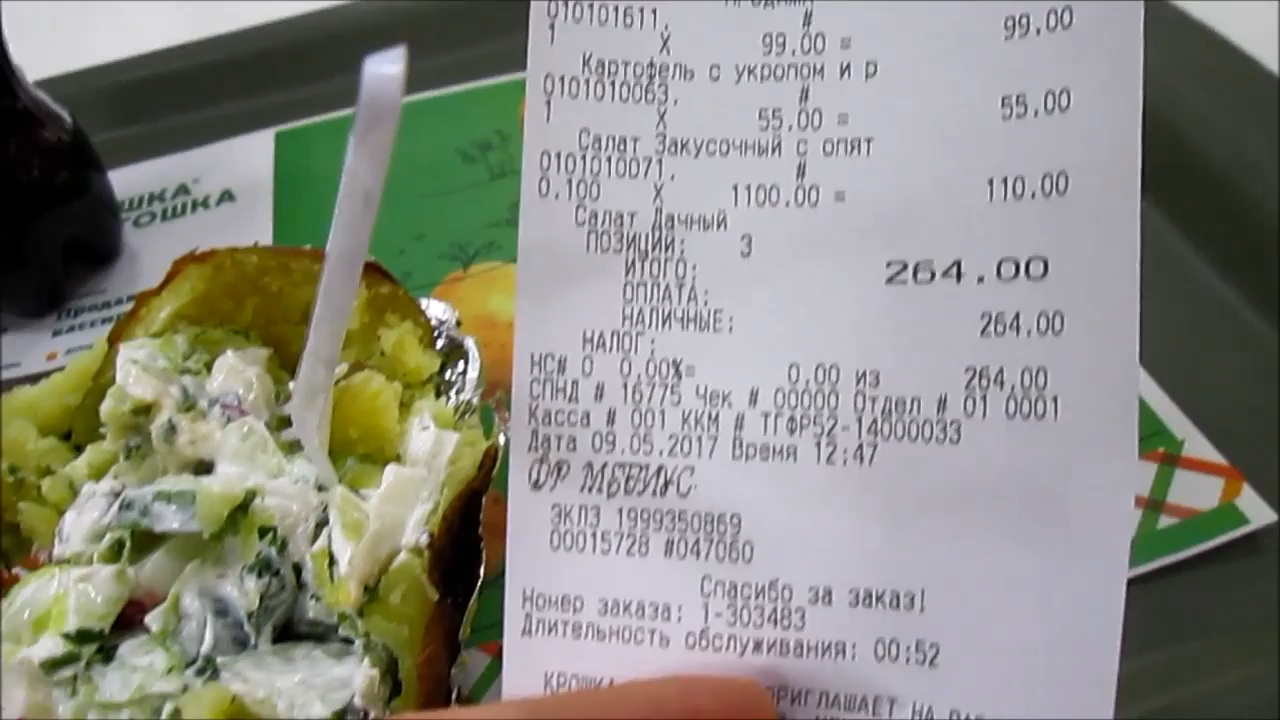 ШКА
ОШКА
010101611, # 99.00
1 X 99.00 =
Картофель с укропом и р
0101010063, # 55.00
1 X 55.00 =
Салат Закусочный с опят
0101010071, # 110.00
0.100 X 1100.00 =
Салат Дачный
ПОЗИЦИЙ: 3
ИТОГО: 264.00
ОПЛАТА:
НАЛИЧНЫЕ: 264.00
НАЛОГ:
НС# 0 0.00%= 0.00 из 264.00
СПНД # 16775 Чек # 00000 Отдел # 01 0001
Касса # 001 ККМ # ТГФР52-14000033
Дата 09.05.2017 Время 12:47
ФР МЕВИУС
ЭКЛЗ 1999350869
00015728 #047060
Спасибо за заказ!
Номер заказа: 1-303483
Длительность обслуживания: 00:52
КРОШКА ПРИГЛАШАЕТ НА